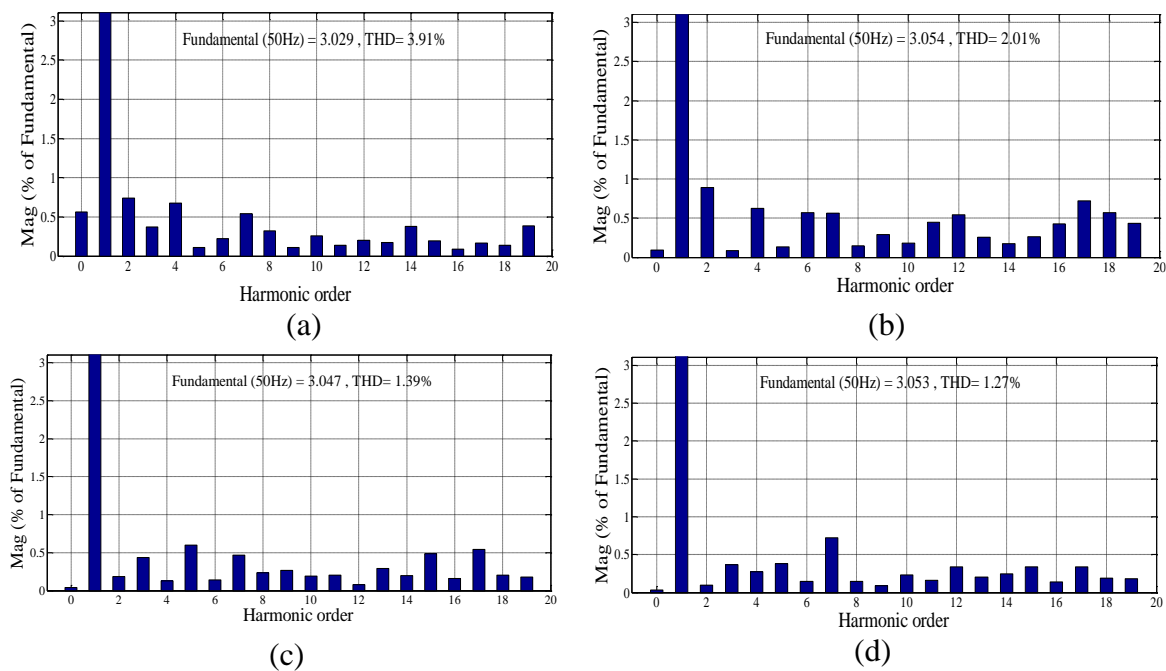 3
2.5
2
1.5
1
0.5
0
Mag (% of Fundamental)
Fundamental (50Hz) = 3.029 , THD= 3.91%
0 2 4 6 8 10 12 14 16 18 20
Harmonic order
(a)
3
2.5
2
1.5
1
0.5
0
Mag (% of Fundamental)
Fundamental (50Hz) = 3.054 , THD= 2.01%
0 2 4 6 8 10 12 14 16 18 20
Harmonic order
(b)
3
2.5
2
1.5
1
0.5
0
Mag (% of Fundamental)
Fundamental (50Hz) = 3.047 , THD= 1.39%
0 2 4 6 8 10 12 14 16 18 20
Harmonic order
(c)
3
2.5
2
1.5
1
0.5
0
Mag (% of Fundamental)
Fundamental (50Hz) = 3.053 , THD= 1.27%
0 2 4 6 8 10 12 14 16 18 20
Harmonic order
(d)